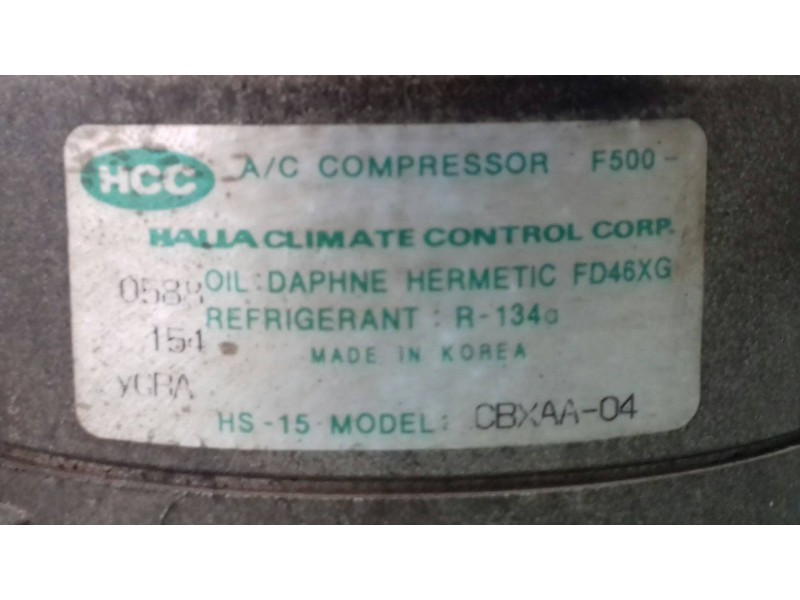 HCC A/C COMPRESSOR F500-
HALLA CLIMATE CONTROL CORP.
OIL: DAPHNE HERMETIC FD46XG
REFRIGERANT : R-134a
154
MADE IN KOREA
HS-15 MODEL: CBXAA-04